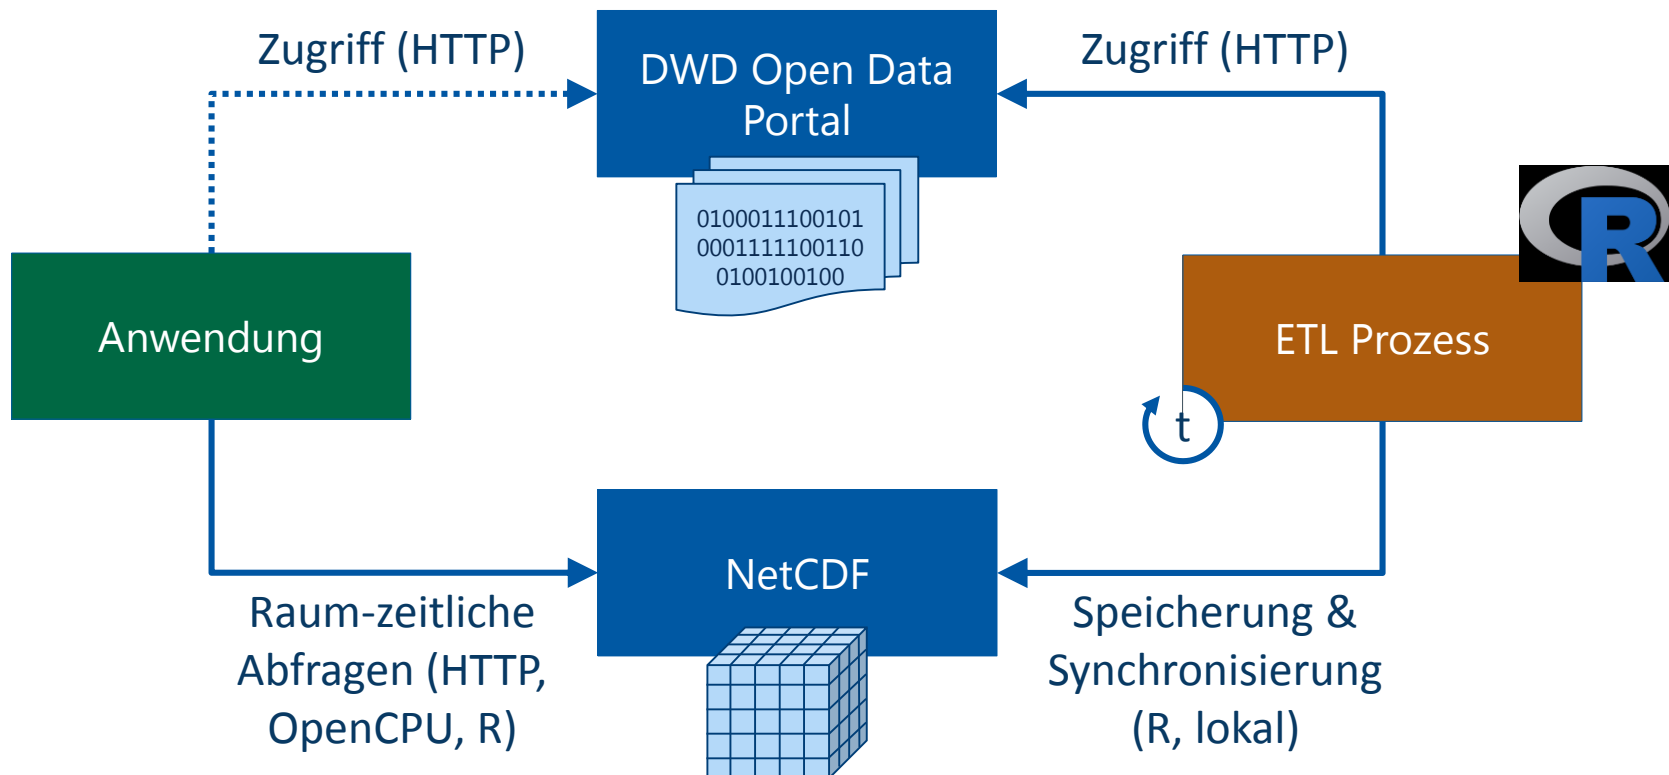 Zugriff (HTTP)
DWD Open Data
Portal
Zugriff (HTTP)
0100011100101
0001111100110
0100100100
R
Anwendung
ETL Prozess
t
NetCDF
Raum-zeitliche
Abfragen (HTTP,
OpenCPU, R)
Speicherung &
Synchronisierung
(R, lokal)